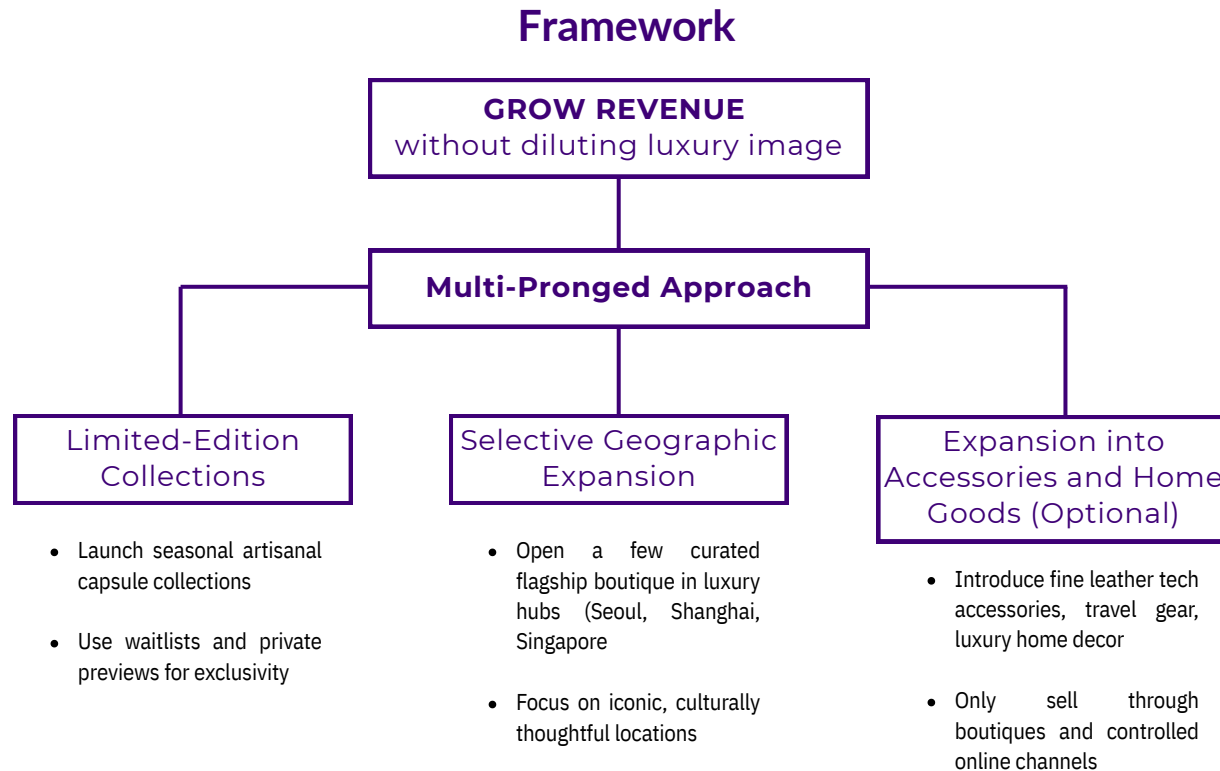 Framework
GROW REVENUE
without diluting luxury image
Multi-Pronged Approach
Limited-Edition
Collections
• Launch seasonal artisanal
capsule collections
• Use waitlists and private
previews for exclusivity
Selective Geographic
Expansion
• Open a few curated
flagship boutique in luxury
hubs (Seoul, Shanghai,
Singapore
• Focus on iconic, culturally
thoughtful locations
Expansion into
Accessories and Home
Goods (Optional)
• Introduce fine leather tech
accessories, travel gear,
luxury home decor
• Only sell through
boutiques and controlled
online channels